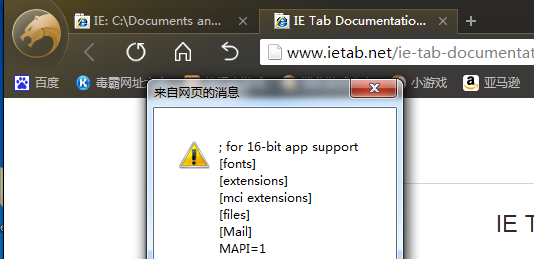 IE: C:\Documents an...
IE Tab Documentatio...
www.ietab.net/ie-tab-documentat
百度
毒霸网址
小游戏
亚马逊
来自网页的消息
; for 16-bit app support
[fonts]
[extensions]
[mci extensions]
[files]
[Mail]
MAPI=1
IE T